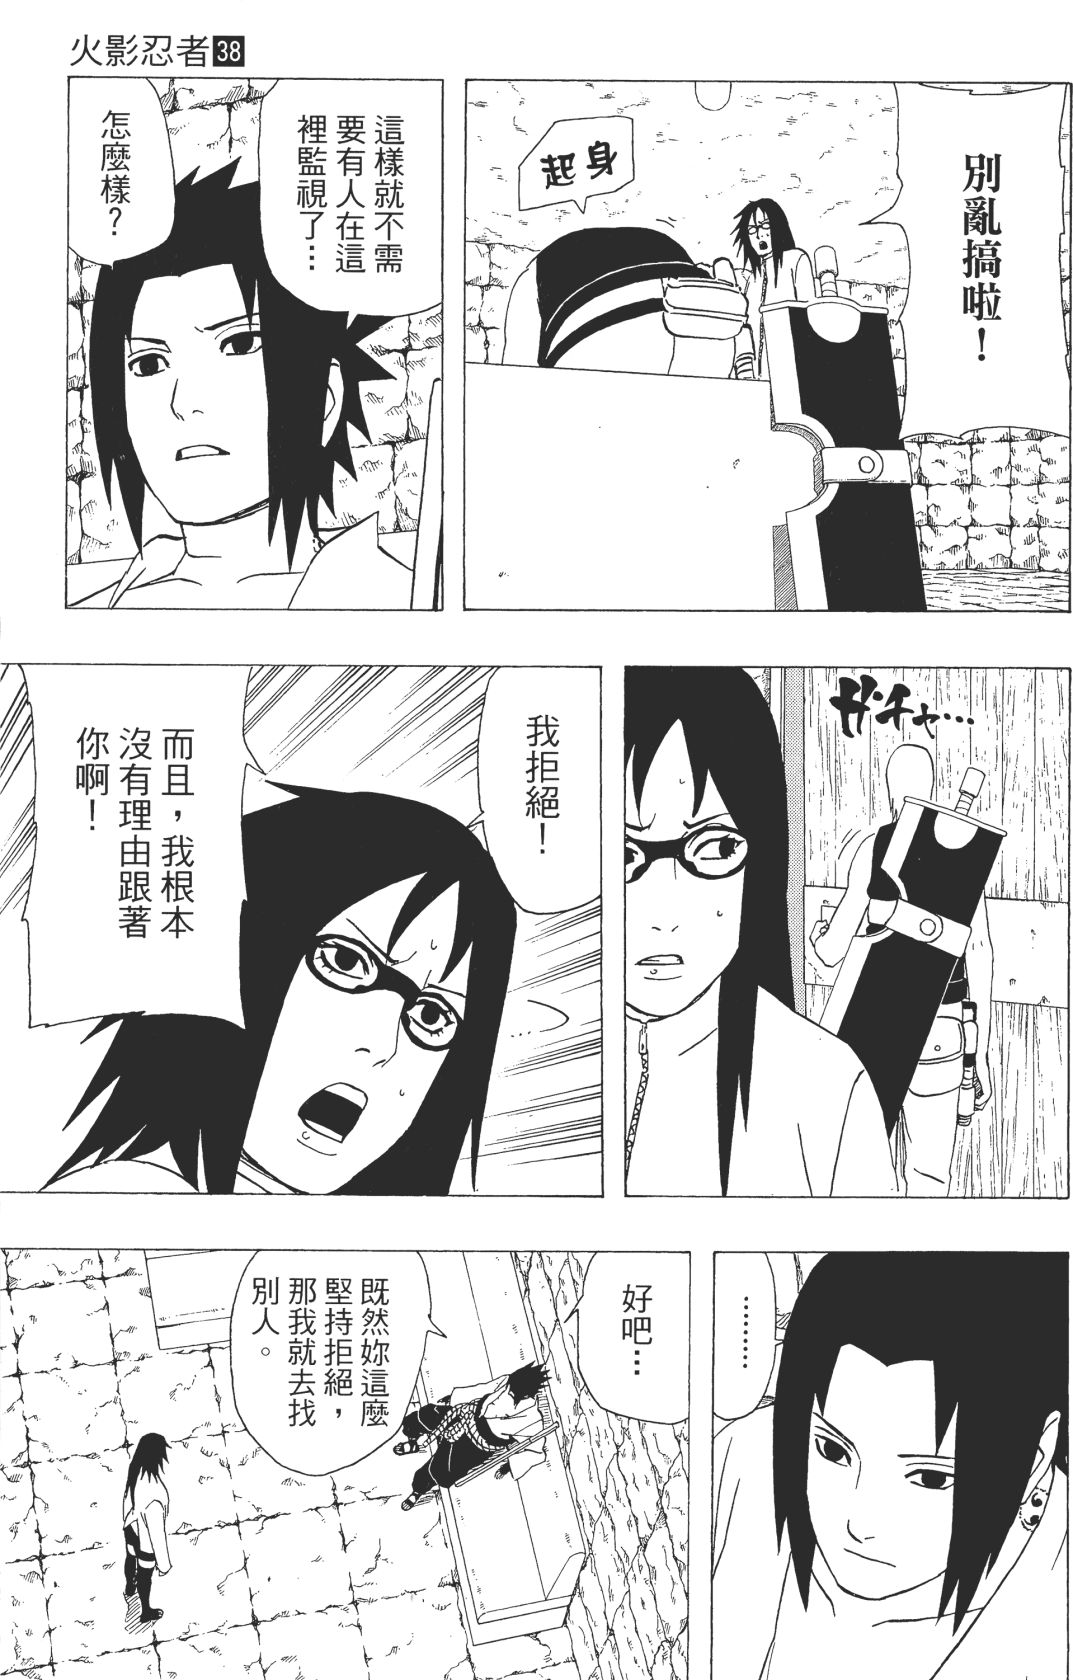 火影忍者38
別亂搞啦！
起身
這樣就不需
要有人在這
裡監視了…
怎麼樣？
ガチャ…
我拒絕！
而且，我根本
沒有理由跟著
你啊！
………
好吧…
既然妳這麼
堅持拒絕，
那我就去找
別人。